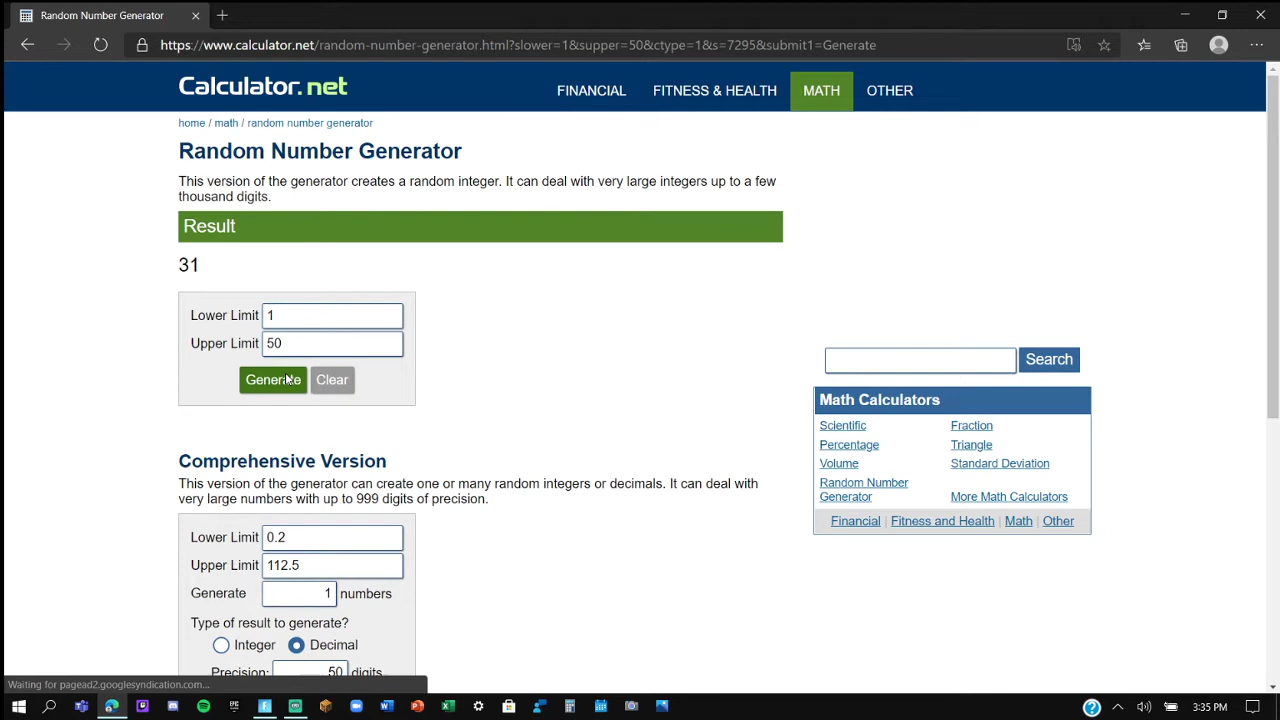 Random Number Generator
https://www.calculator.net/random-number-generator.html?slower=1&supper=50&ctype=1&s=7295&submit1=Generate
Calculator.net
FINANCIAL
FITNESS & HEALTH
MATH
OTHER
home / math / random number generator
Random Number Generator
This version of the generator creates a random integer. It can deal with very large integers up to a few
thousand digits.
Result
31
Lower Limit 1
Upper Limit 50
Generate Clear
Search
Math Calculators
Scientific Fraction
Percentage Triangle
Volume Standard Deviation
Random Number
Generator More Math Calculators
Financial | Fitness and Health | Math | Other
Comprehensive Version
This version of the generator can create one or many random integers or decimals. It can deal with
very large numbers with up to 999 digits of precision.
Lower Limit 0.2
Upper Limit 112.5
Generate 1 numbers
Type of result to generate?
Integer Decimal
Precision: 50 digits
Waiting for pagead2.googlesyndication.com...
3:35 PM